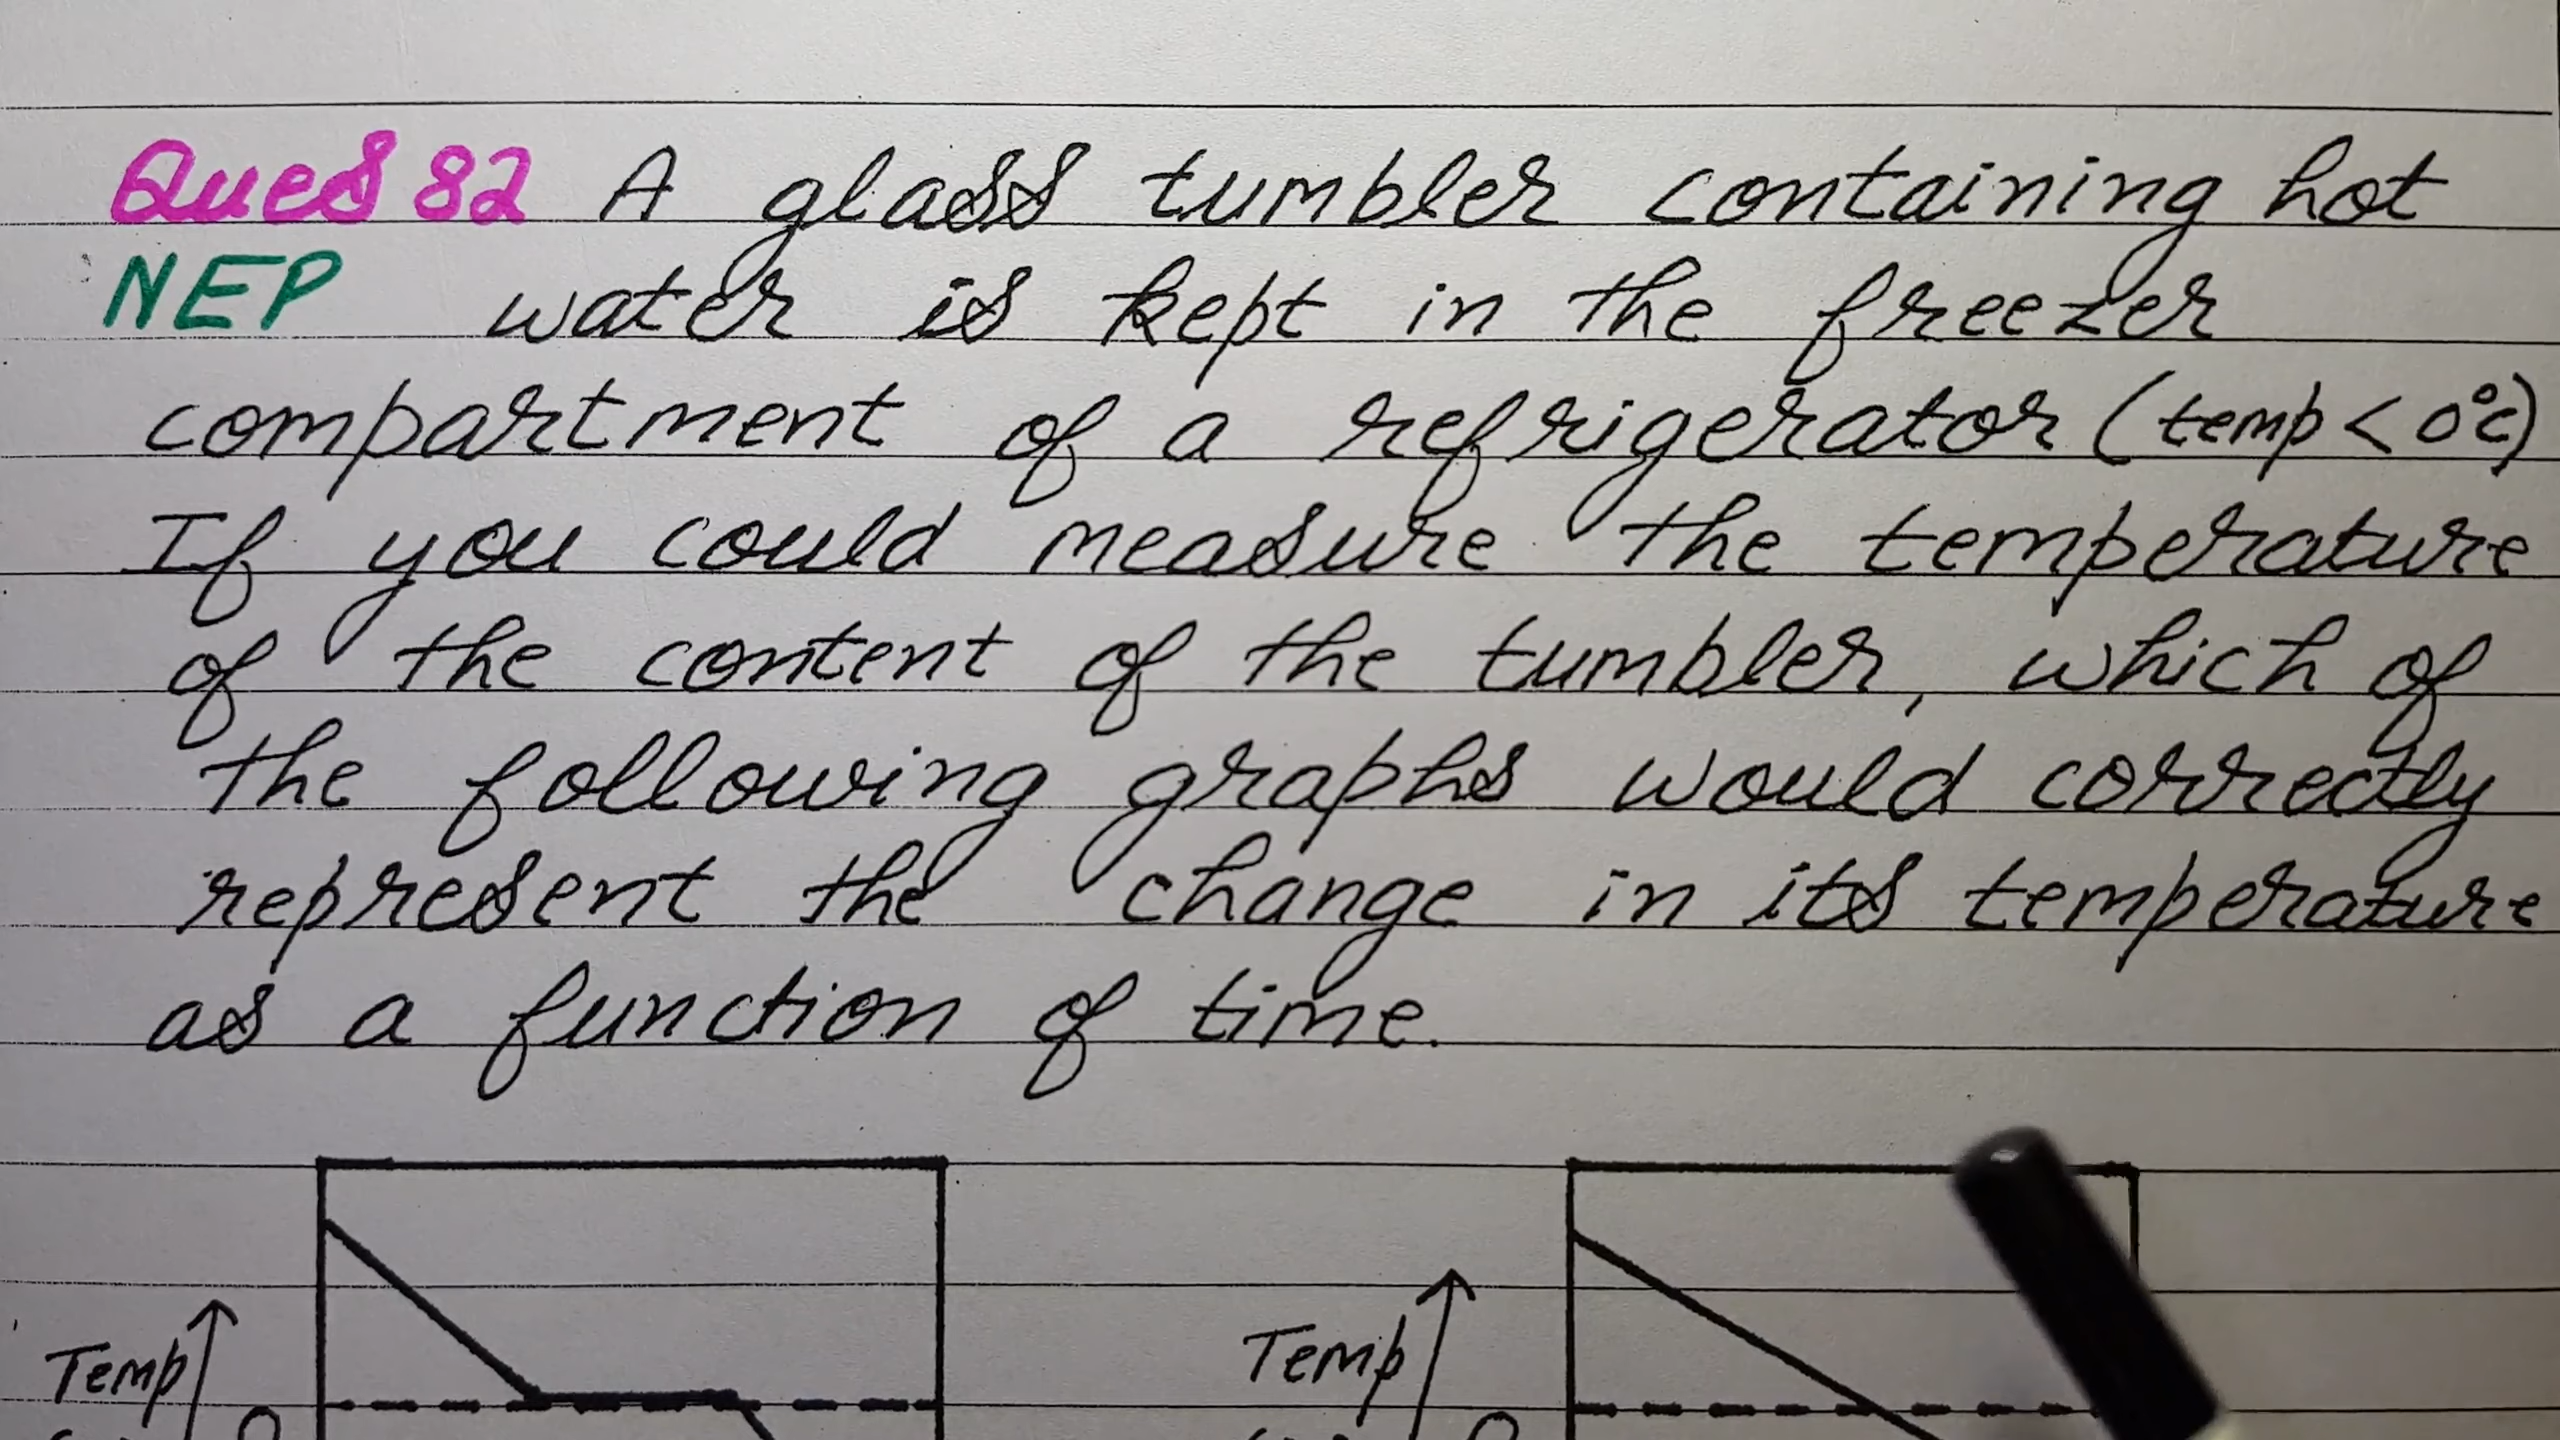 Ques 82 A glass tumbler containing hot
NEP water is kept in the freezer
compartment of a refrigerator (temp < 0°c)
If you could measure the temperature
of the content of the tumbler, which of
the following graphs would correctly
represent the change in its temperature
as a function of time.
Temp Temp
0 0